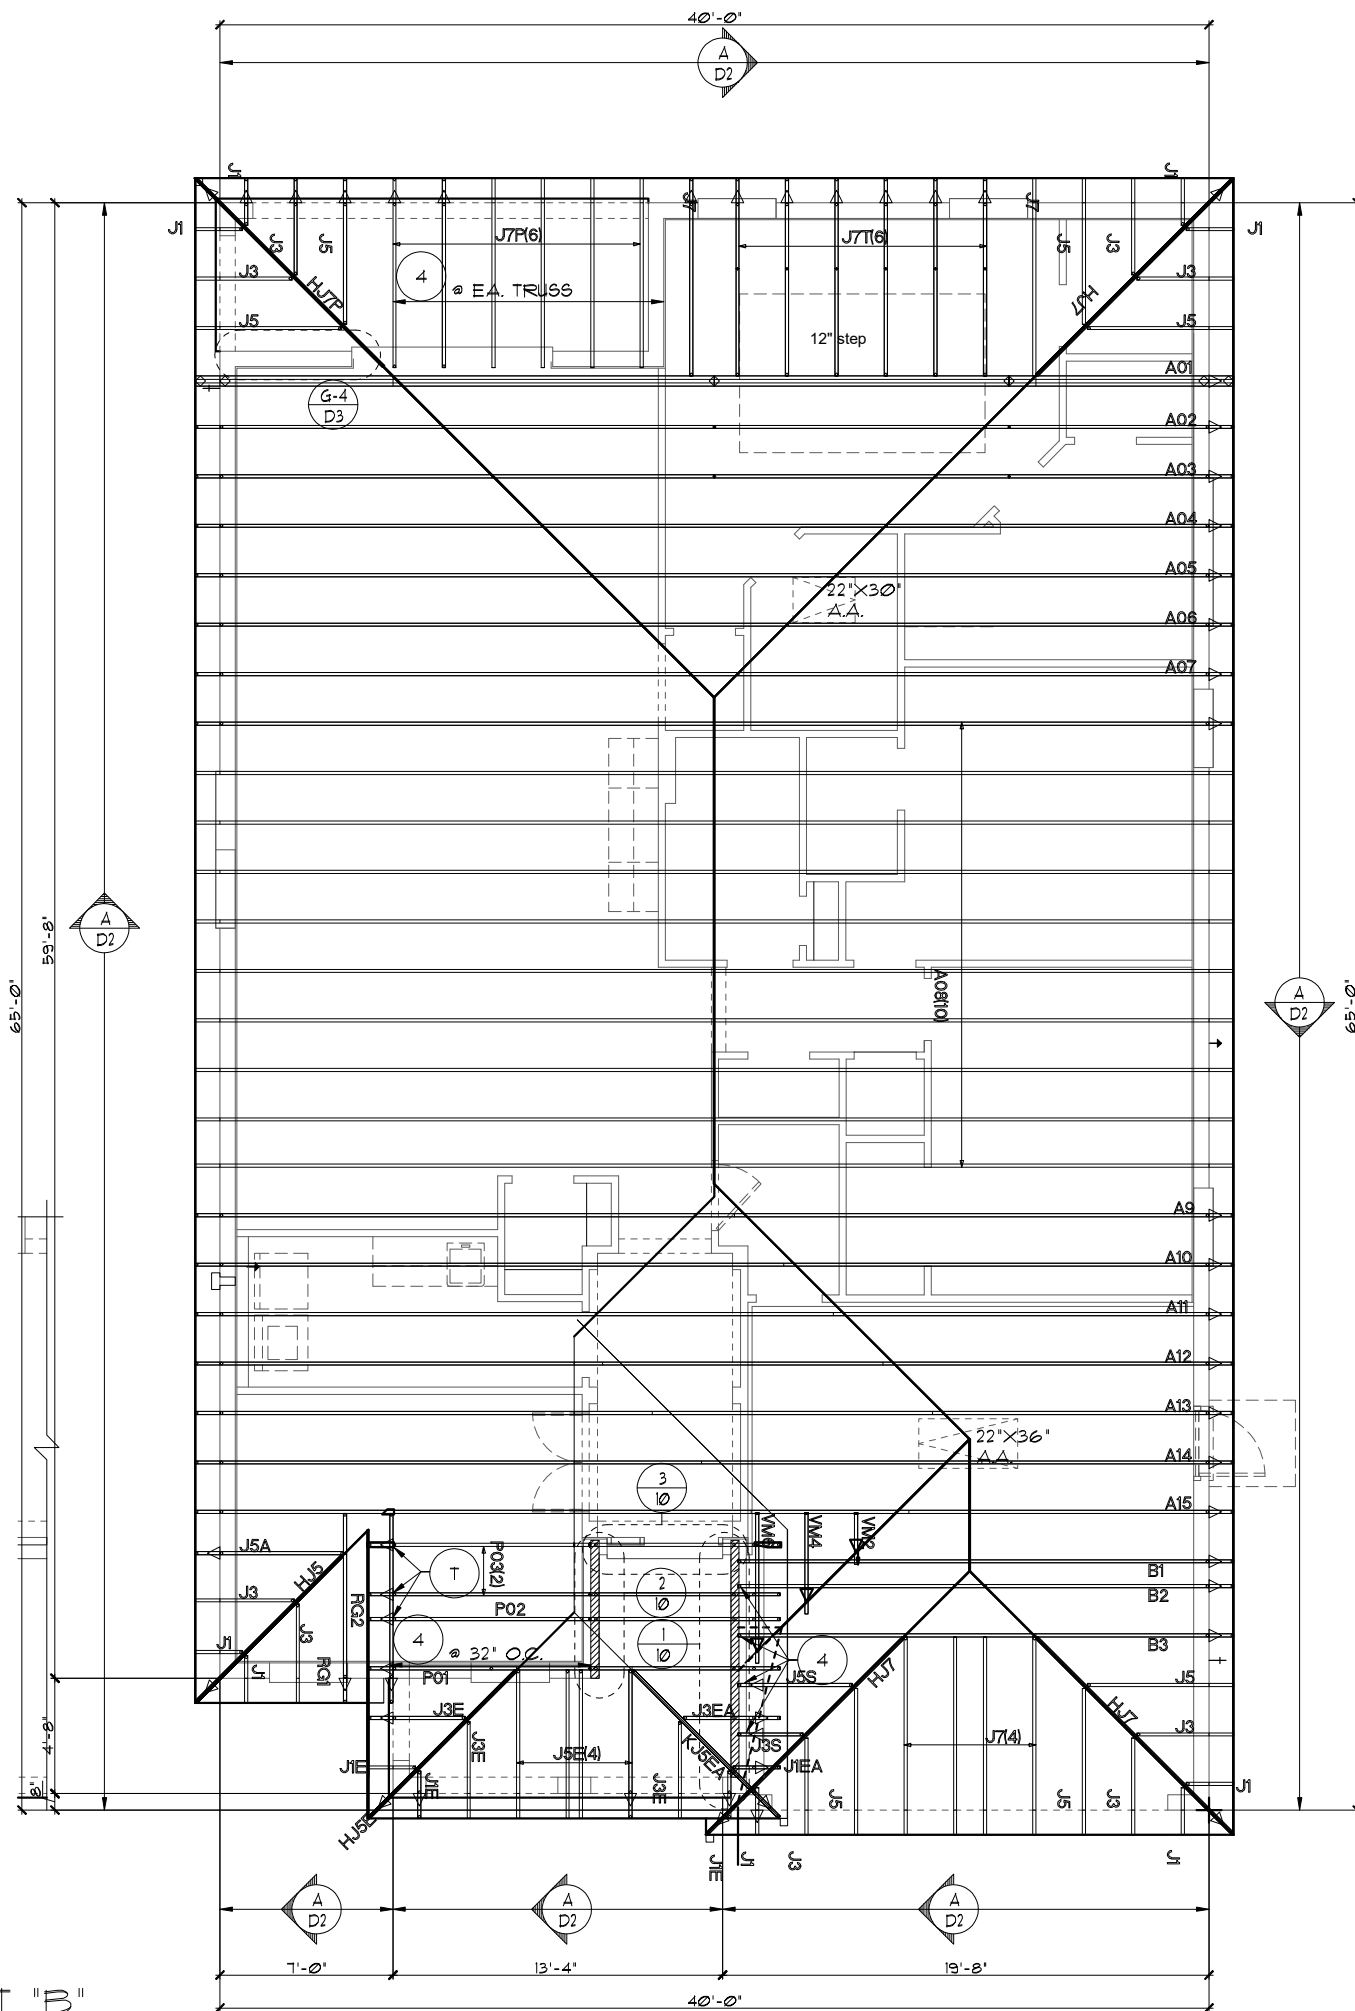 40'-0"
A
D2
J1
J1
J1
J3
J5
J7P(6)
J7
J7T(6)
J7
J5
J3
J1
J3
HJ7P
4
@ EA. TRUSS
J5
12" step
HJ7
J3
J5
G-4
D3
A01
A02
A03
A04
A05
22"X30"
A.A.
A06
A07
59'-8"
65'-0"
A
D2
A08(10)
A
D2
65'-0"
A9
A10
A11
A12
A13
22"X36"
A.A.
A14
3
10
A15
VM6
VM4
VM2
J5A
HJ5
T
P03(2)
B1
J3
RG2
2
10
B2
P02
J3
4
@ 32" O.C.
1
10
B3
J1
J1
RG1
P01
4
J5S
HJ7
J5
4'-8"
J3E
J3E
J3EA
KJ5EA
J3S
J7(4)
HJ7
J3
J5E(4)
J1E
J1E
J3E
J1EA
J5
J5
J3
J1
8"
HJ5E
J1E
J1
J3
J1
A
D2
A
D2
A
D2
7'-0"
13'-4"
19'-8"
40'-0"
T "B"